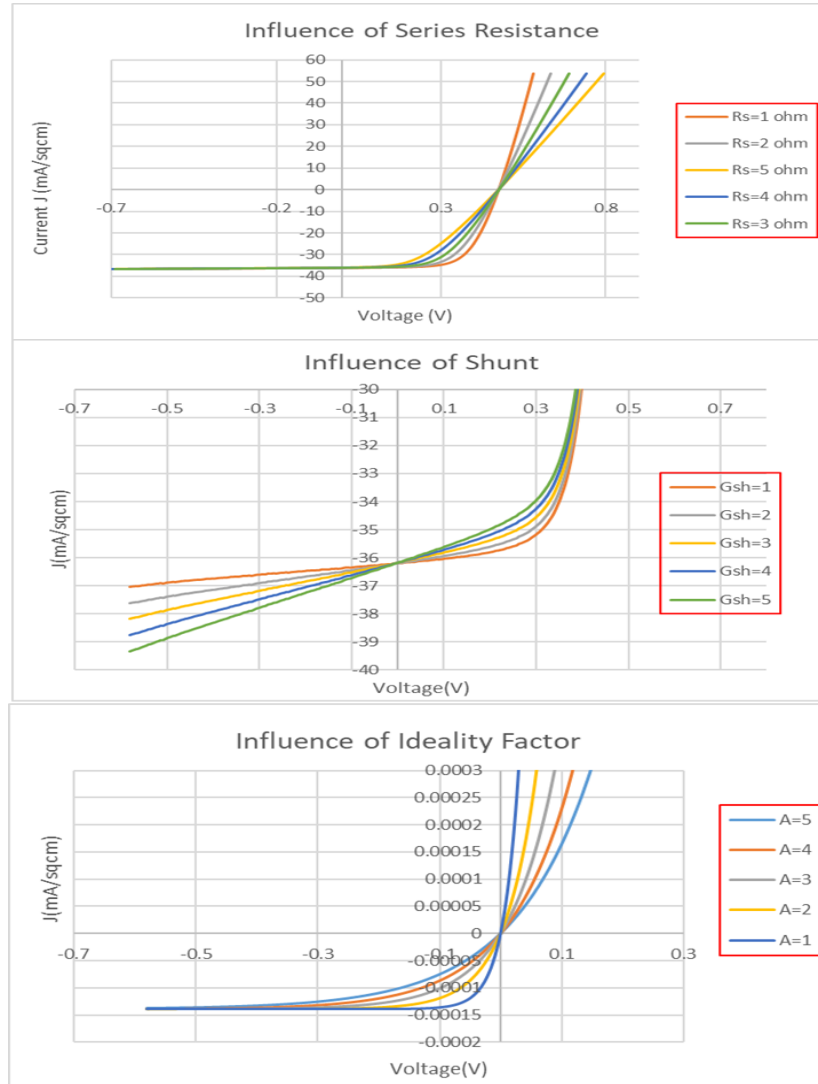 Influence of Series Resistance
60
50
40
30
20
10
0
-10
-20
-30
-40
-50
-0.7 -0.2 0.3 0.8
Current J (mA/sqcm)
Voltage (V)
Rs=1 ohm
Rs=2 ohm
Rs=5 ohm
Rs=4 ohm
Rs=3 ohm
Influence of Shunt
-30
-0.7 -0.5 -0.3 -0.1 0.1 0.3 0.5 0.7
-31
-32
-33
-34
-35
-36
-37
-38
-39
-40
J(mA/sqcm)
Voltage(V)
Gsh=1
Gsh=2
Gsh=3
Gsh=4
Gsh=5
Influence of Ideality Factor
0.0003
0.00025
0.0002
0.00015
0.0001
0.00005
0
-0.7 -0.5 -0.3 -0.1 0.1 0.3
-0.00005
-0.0001
-0.00015
-0.0002
J(mA/sqcm)
Voltage(V)
A=5
A=4
A=3
A=2
A=1